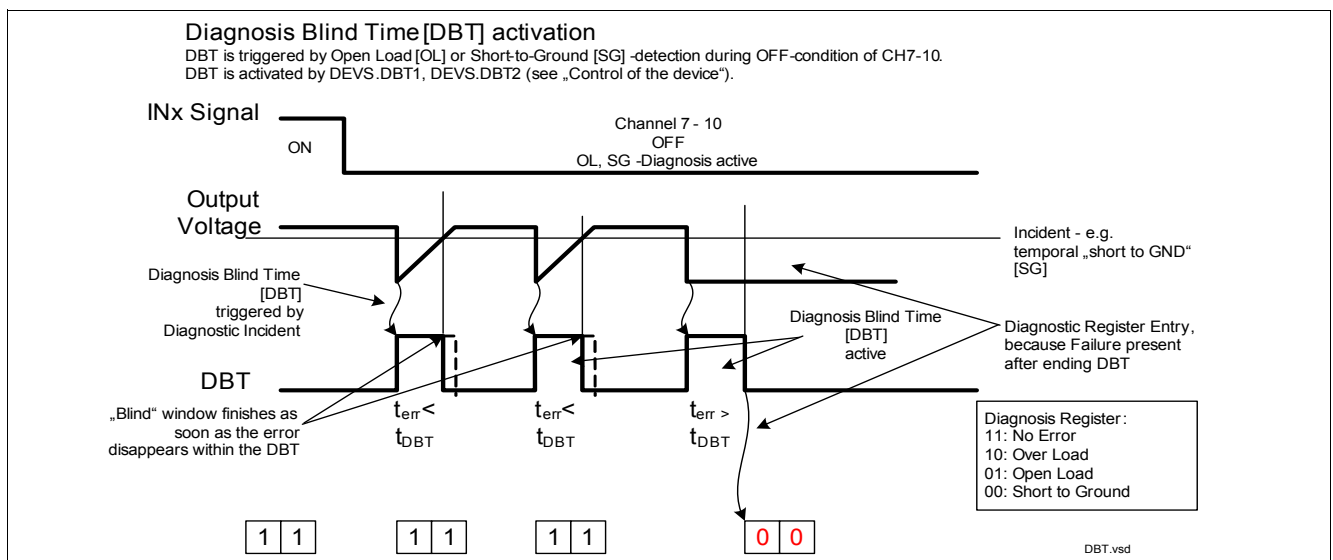 Diagnosis Blind Time [DBT] activation
DBT is triggered by Open Load [OL] or Short-to-Ground [SG] -detection during OFF-condition of CH7-10.
DBT is activated by DEVS.DBT1, DEVS.DBT2 (see „Control of the device“).
INx Signal
ON
Channel 7 - 10
OFF
OL, SG -Diagnosis active
Output
Voltage
Incident - e.g.
temporal „short to GND“
[SG]
Diagnosis Blind Time
[DBT]
triggered by
Diagnostic Incident
Diagnosis Blind Time
[DBT]
active
Diagnostic Register Entry,
because Failure present
after ending DBT
DBT
„Blind“ window finishes as
soon as the error
disappears within the DBT
terr<
tDBT
terr<
tDBT
terr >
tDBT
Diagnosis Register:
11: No Error
10: Over Load
01: Open Load
00: Short to Ground
1 1
1 1
1 1
0 0
DBT.vsd